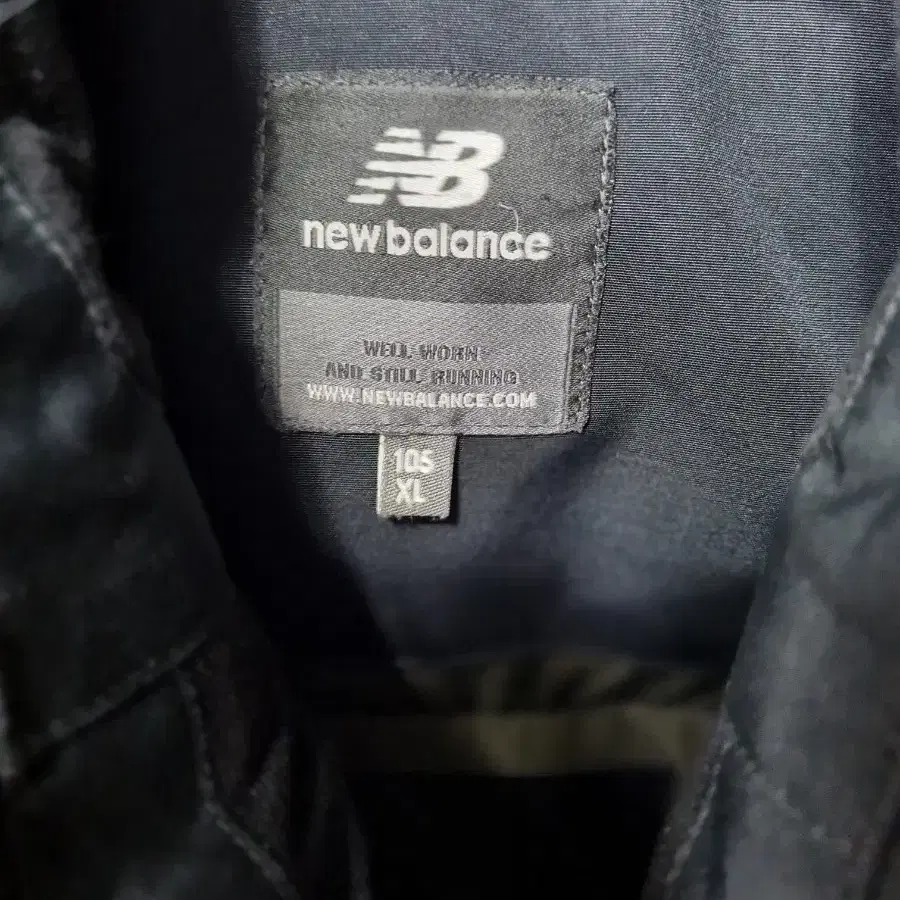 NB
new balance
WELL WORN
AND STILL RUNNING
WWW.NEWBALANCE.COM
105
XL